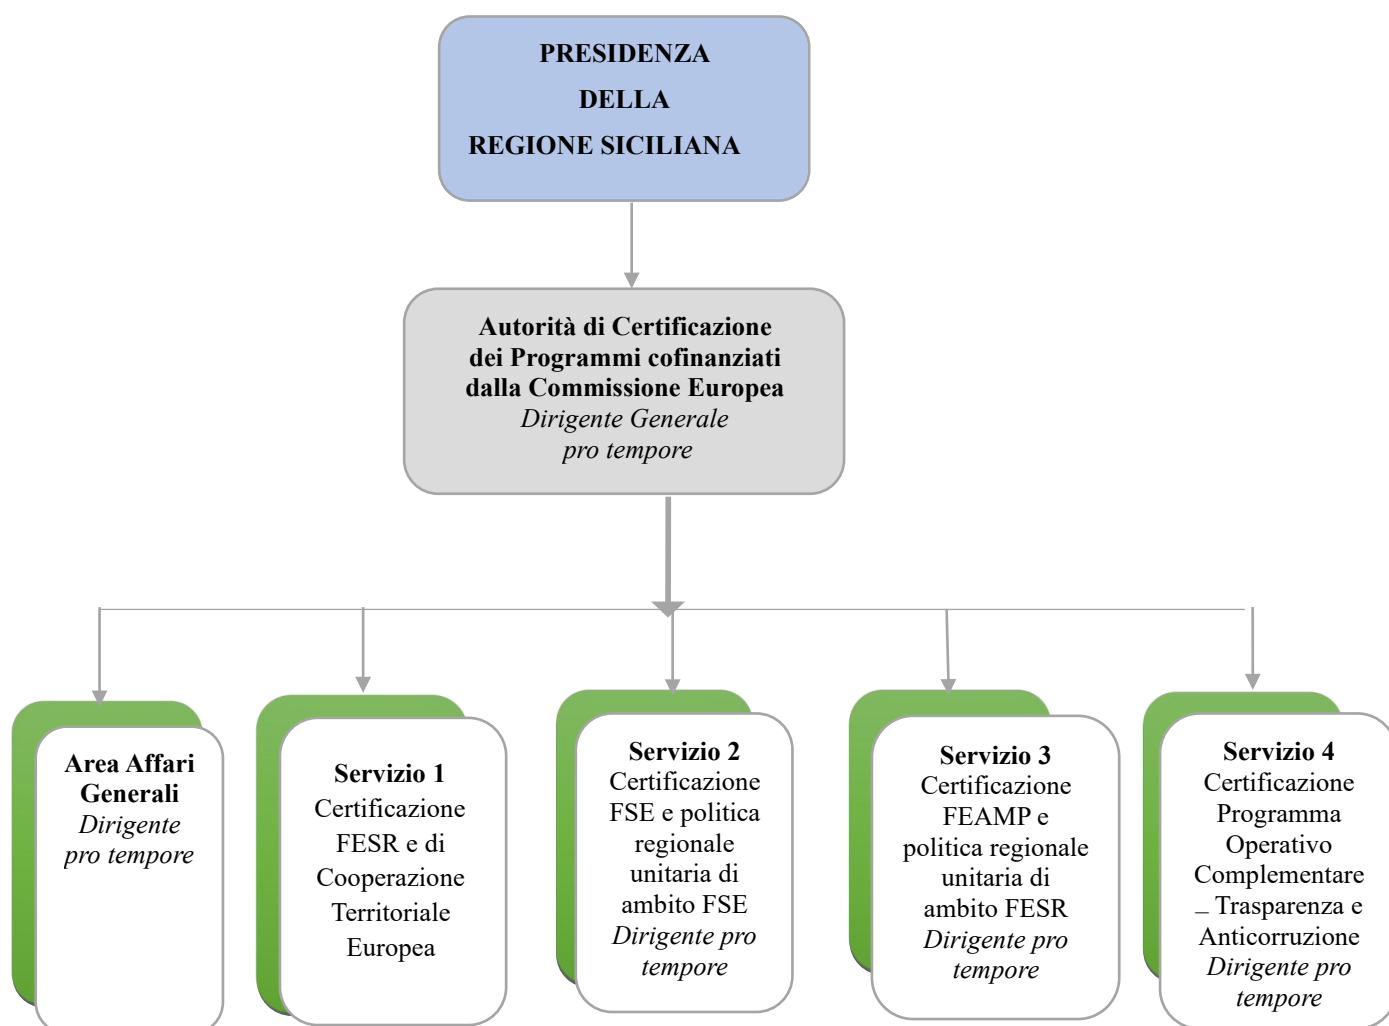 PRESIDENZA
DELLA
REGIONE SICILIANA
Autorità di Certificazione
dei Programmi cofinanziati
dalla Commissione Europea
Dirigente Generale
pro tempore
Area Affari
Generali
Dirigente
pro tempore
Servizio 1
Certificazione
FESR e di
Cooperazione
Territoriale
Europea
Servizio 2
Certificazione
FSE e politica
regionale
unitaria di
ambito FSE
Dirigente pro
tempore
Servizio 3
Certificazione
FEAMP e
politica regionale
unitaria di
ambito FESR
Dirigente pro
tempore
Servizio 4
Certificazione
Programma
Operativo
Complementare
_ Trasparenza e
Anticorruzione
Dirigente pro
tempore